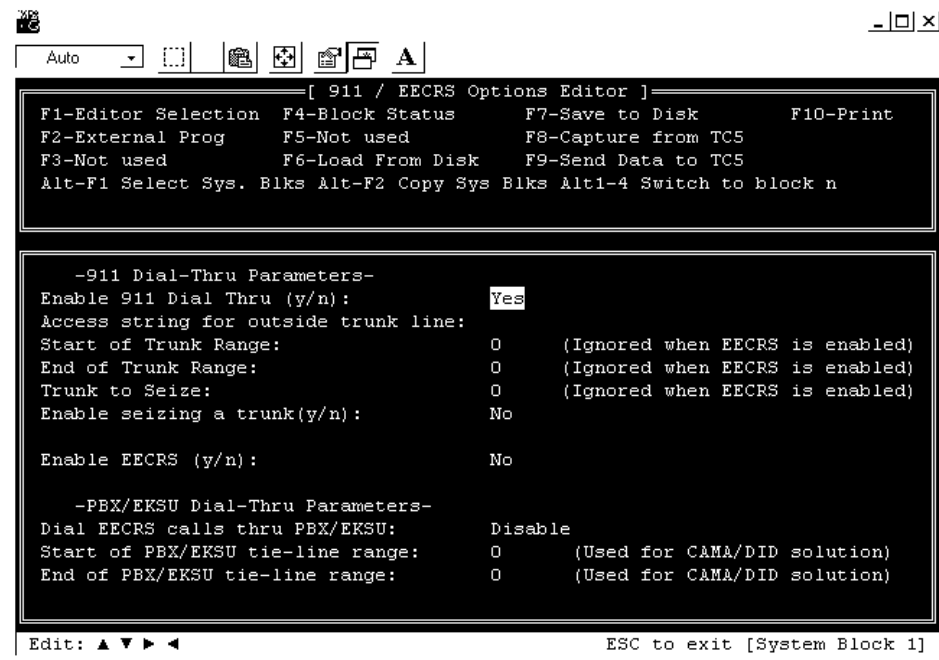 Auto
A
[ 911 / EECRS Options Editor ]
F1-Editor Selection F4-Block Status F7-Save to Disk F10-Print
F2-External Prog F5-Not used F8-Capture from TC5
F3-Not used F6-Load From Disk F9-Send Data to TC5
Alt-F1 Select Sys. Blks Alt-F2 Copy Sys Blks Alt1-4 Switch to block n
-911 Dial-Thru Parameters-
Enable 911 Dial Thru (y/n): Yes
Access string for outside trunk line:
Start of Trunk Range: 0 (Ignored when EECRS is enabled)
End of Trunk Range: 0 (Ignored when EECRS is enabled)
Trunk to Seize: 0 (Ignored when EECRS is enabled)
Enable seizing a trunk(y/n): No
Enable EECRS (y/n): No
-PBX/EKSU Dial-Thru Parameters-
Dial EECRS calls thru PBX/EKSU: Disable
Start of PBX/EKSU tie-line range: 0 (Used for CAMA/DID solution)
End of PBX/EKSU tie-line range: 0 (Used for CAMA/DID solution)
Edit: ▲ ▼ ► ◄ ESC to exit [System Block 1]